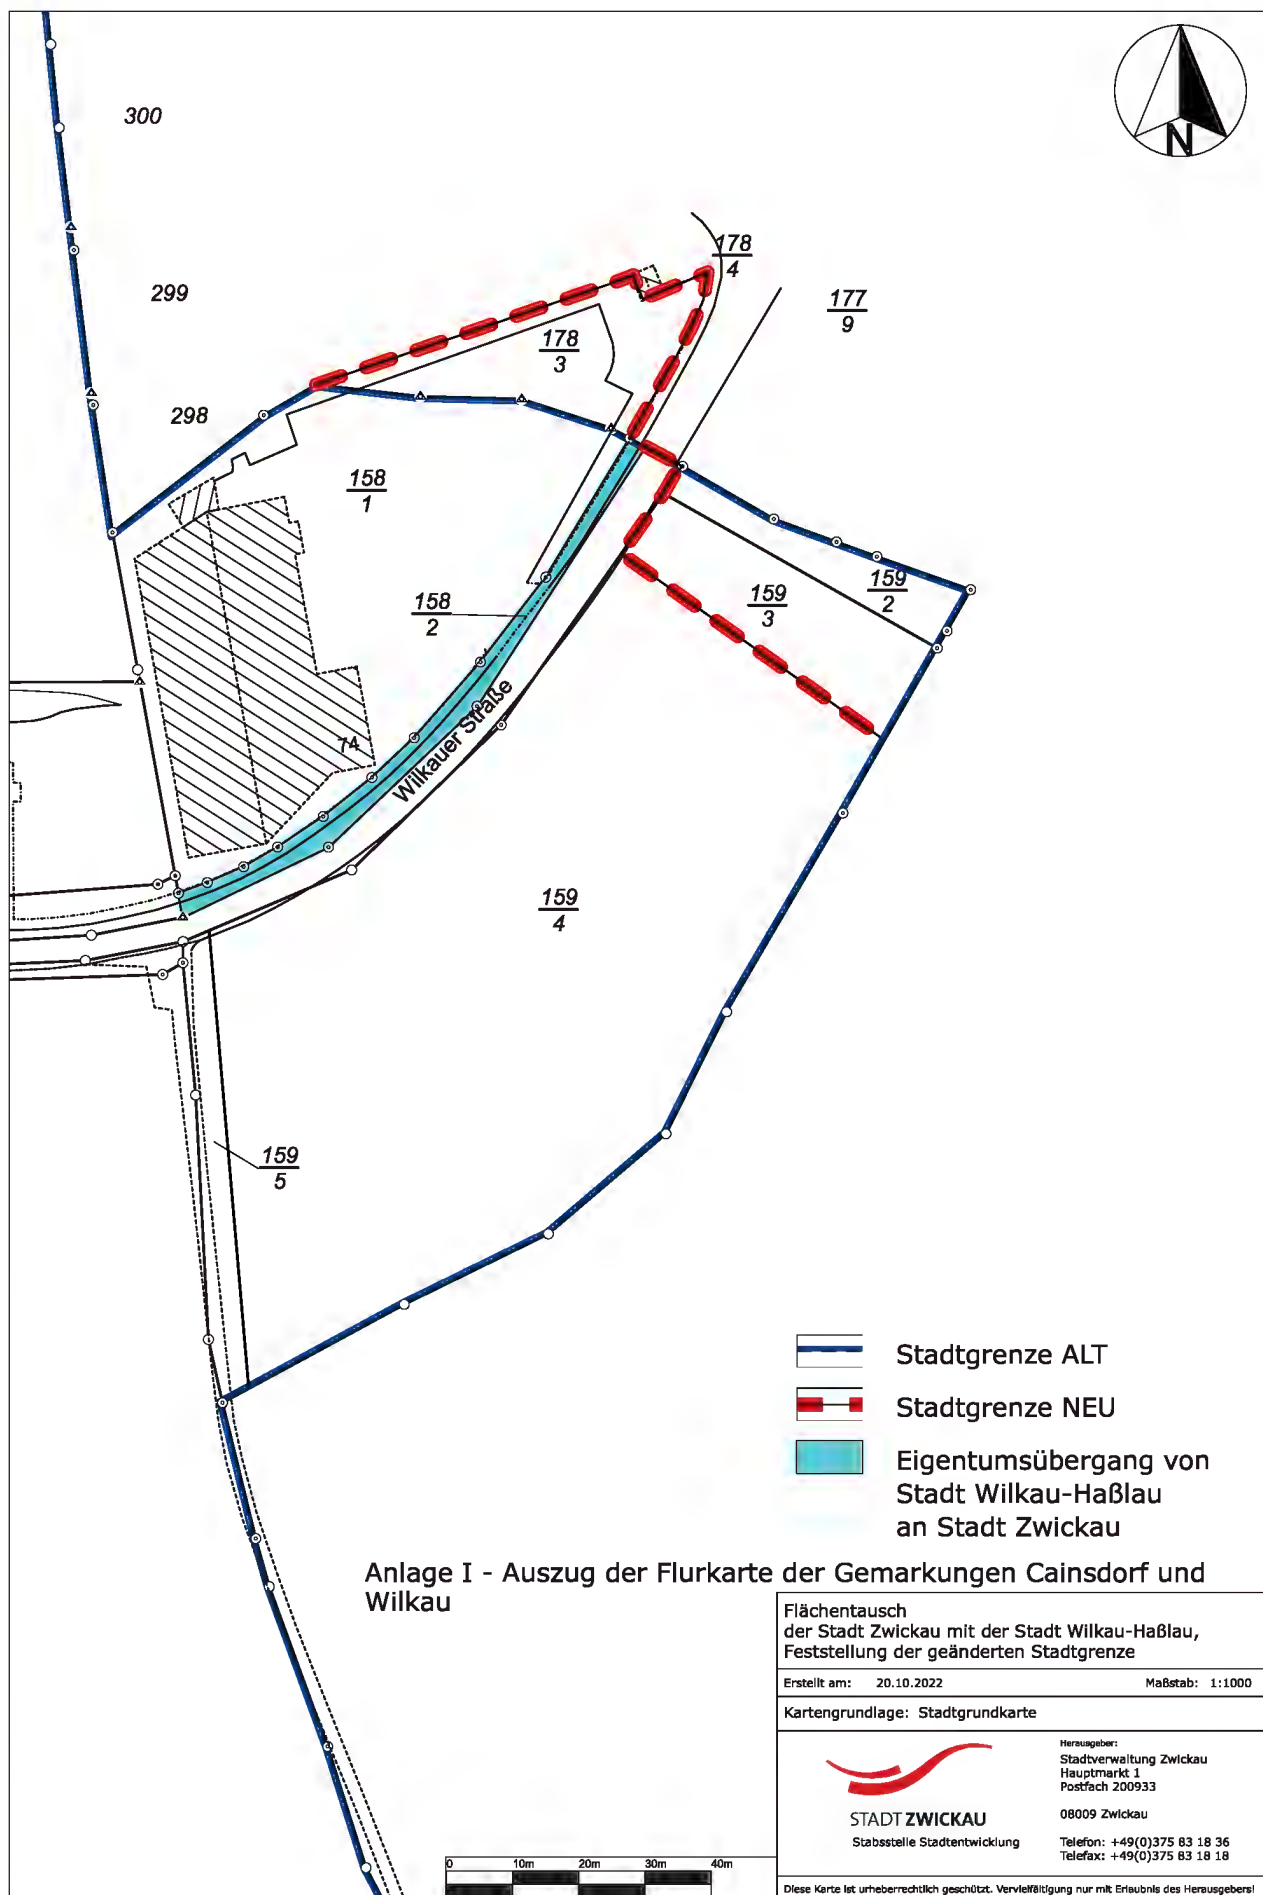 300
N
299
178
4
177
9
178
3
298
158
1
159
2
159
3
158
2
Wilkauer Straße
74
159
4
159
5
Stadtgrenze ALT
Stadtgrenze NEU
Eigentumsübergang von
Stadt Wilkau-Haßlau
an Stadt Zwickau
Anlage I - Auszug der Flurkarte der Gemarkungen Cainsdorf und
Wilkau
Flächentausch
der Stadt Zwickau mit der Stadt Wilkau-Haßlau,
Feststellung der geänderten Stadtgrenze
Erstellt am: 20.10.2022 Maßstab: 1:1000
Kartengrundlage: Stadtgrundkarte
Herausgeber:
Stadtverwaltung Zwickau
Hauptmarkt 1
Postfach 200933
08009 Zwickau
Telefon: +49(0)375 83 18 36
Telefax: +49(0)375 83 18 18
STADT ZWICKAU
Stabsstelle Stadtentwicklung
0 10m 20m 30m 40m
Diese Karte ist urheberrechtlich geschützt. Vervielfältigung nur mit Erlaubnis des Herausgebers!